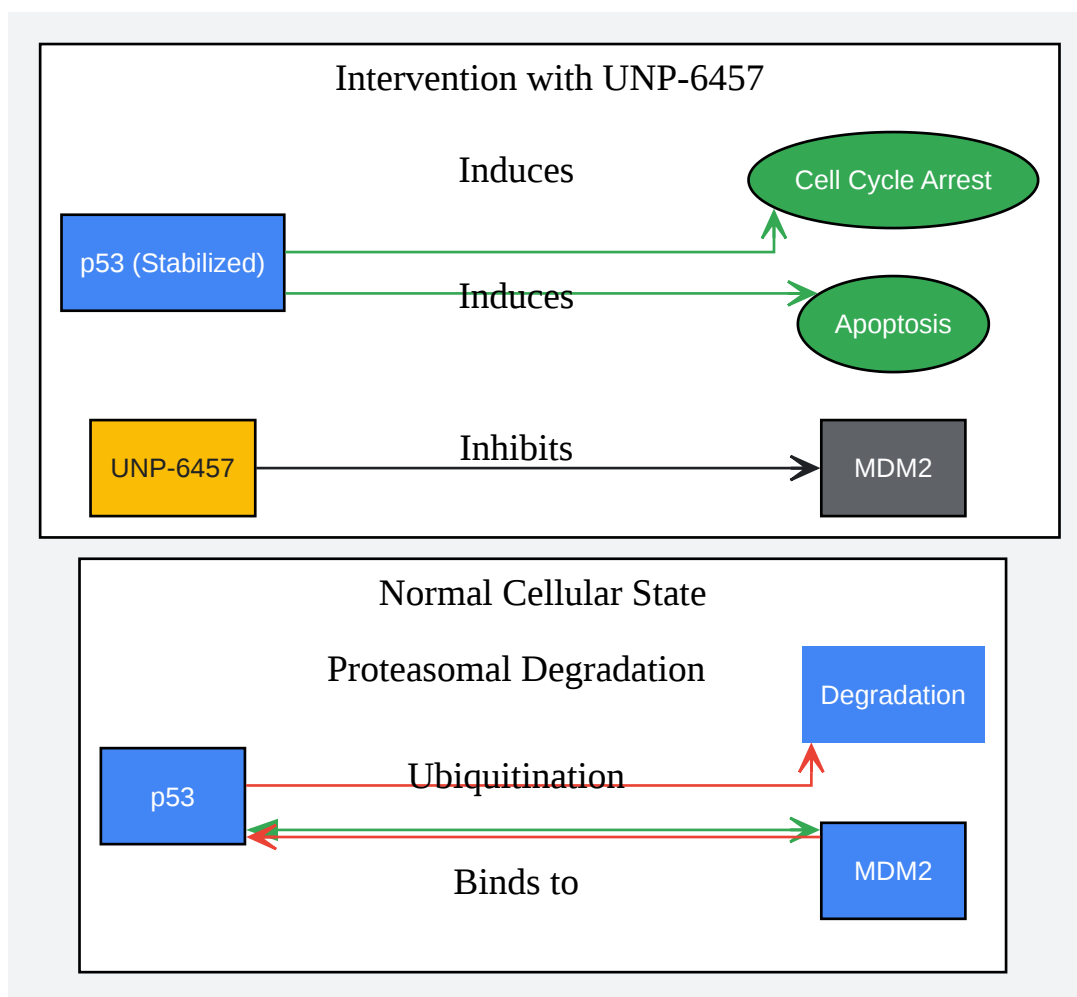 Intervention with UNP-6457
Induces
Cell Cycle Arrest
p53 (Stabilized)
Induces
Apoptosis
UNP-6457
Inhibits
MDM2
Normal Cellular State
Proteasomal Degradation
Degradation
Ubiquitination
p53
MDM2
Binds to